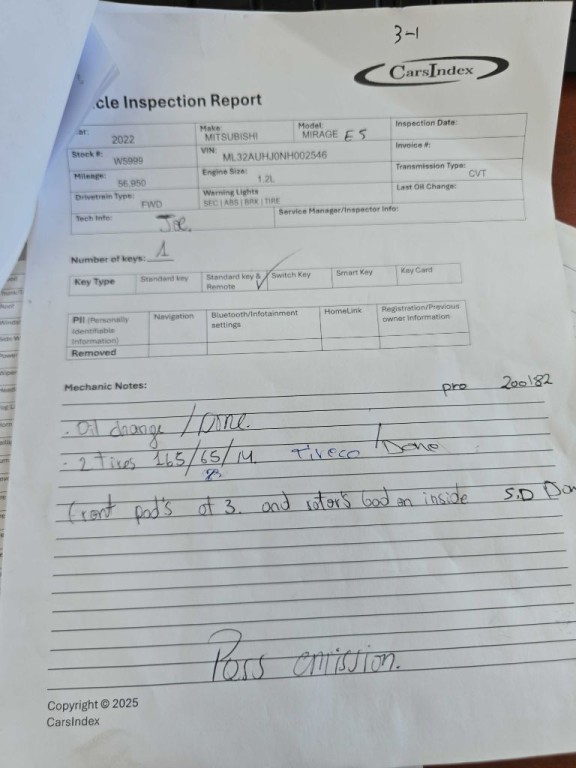 3-1
CarsIndex
cle Inspection Report
ar: 2022 Make: MITSUBISHI Model: MIRAGE ES Inspection Date:
Stock #: W5999 VIN: ML32AUHJ0NH002546 Invoice #:
Mileage: 56,950 Engine Size: 1.2L Transmission Type: CVT
Drivetrain Type: FWD Warning Lights SEC | ABS | BRK | TIRE Last Oil Change:
Tech Info: Joe. Service Manager/Inspector Info:
Number of keys: 1
Key Type Standard key Standard key & Remote Switch Key Smart Key Key Card
PII (Personally Identifiable Information) Removed Navigation Bluetooth/Infotainment settings HomeLink Registration/Previous owner information
Mechanic Notes: pro 200182
. Oil change / Done.
. 2 Tires 165/65/14. Done
front pad's at 3. and rotor's bad on inside S.D Don
Pass emission.
Copyright © 2025
CarsIndex